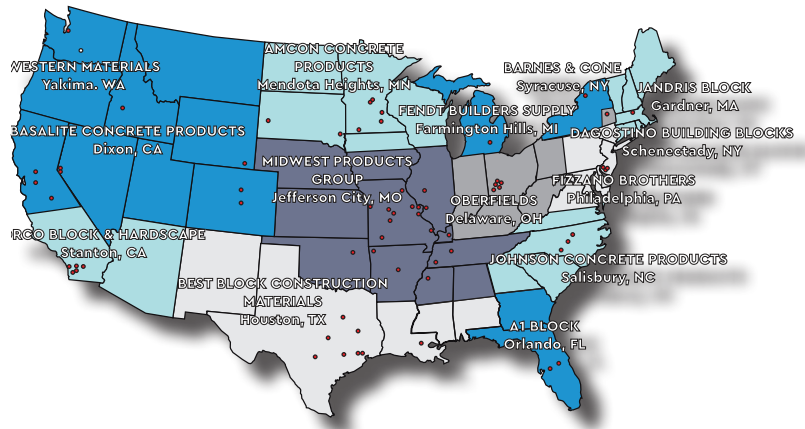 WESTERN MATERIALS
Yakima. WA
AMCON CONCRETE
PRODUCTS
Mendota Heights, MN
BARNES & CONE
Syracuse, NY
JANDRIS BLOCK
Gardner, MA
FENDT BUILDERS SUPPLY
Farmington Hills, MI
BASALITE CONCRETE PRODUCTS
Dixon, CA
DAGOSTINO BUILDING BLOCKS
Schenectady, NY
MIDWEST PRODUCTS
GROUP
Jefferson City, MO
OBERFIELDS
Delaware, OH
FIZZANO BROTHERS
Philadelphia, PA
ORCO BLOCK & HARDSCAPE
Stanton, CA
JOHNSON CONCRETE PRODUCTS
Salisbury, NC
BEST BLOCK CONSTRUCTION
MATERIALS
Houston, TX
A1 BLOCK
Orlando, FL